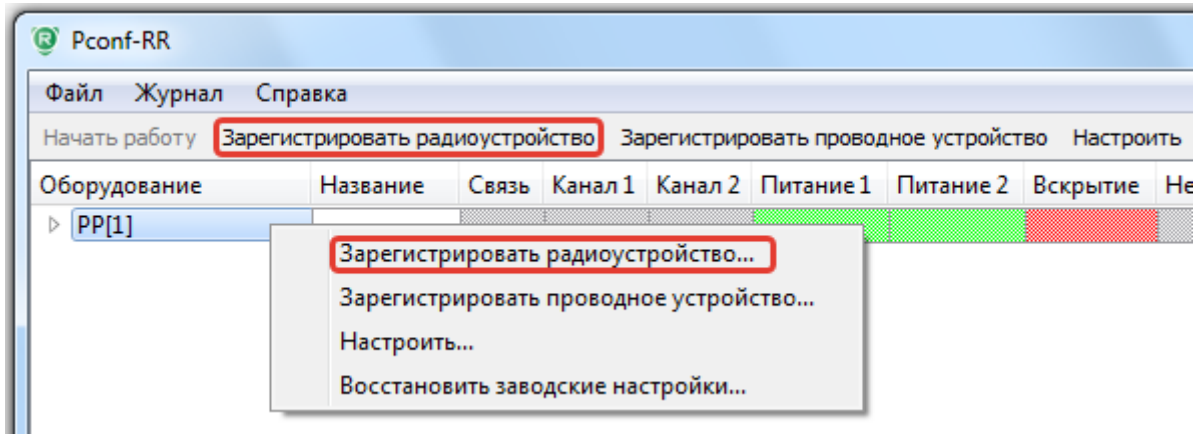 Pconf-RR
Файл Журнал Справка
Начать работу Зарегистрировать радиоустройство Зарегистрировать проводное устройство Настроить
Оборудование Название Связь Канал 1 Канал 2 Питание 1 Питание 2 Вскрытие Не
РР[1]
Зарегистрировать радиоустройство...
Зарегистрировать проводное устройство...
Настроить...
Восстановить заводские настройки...